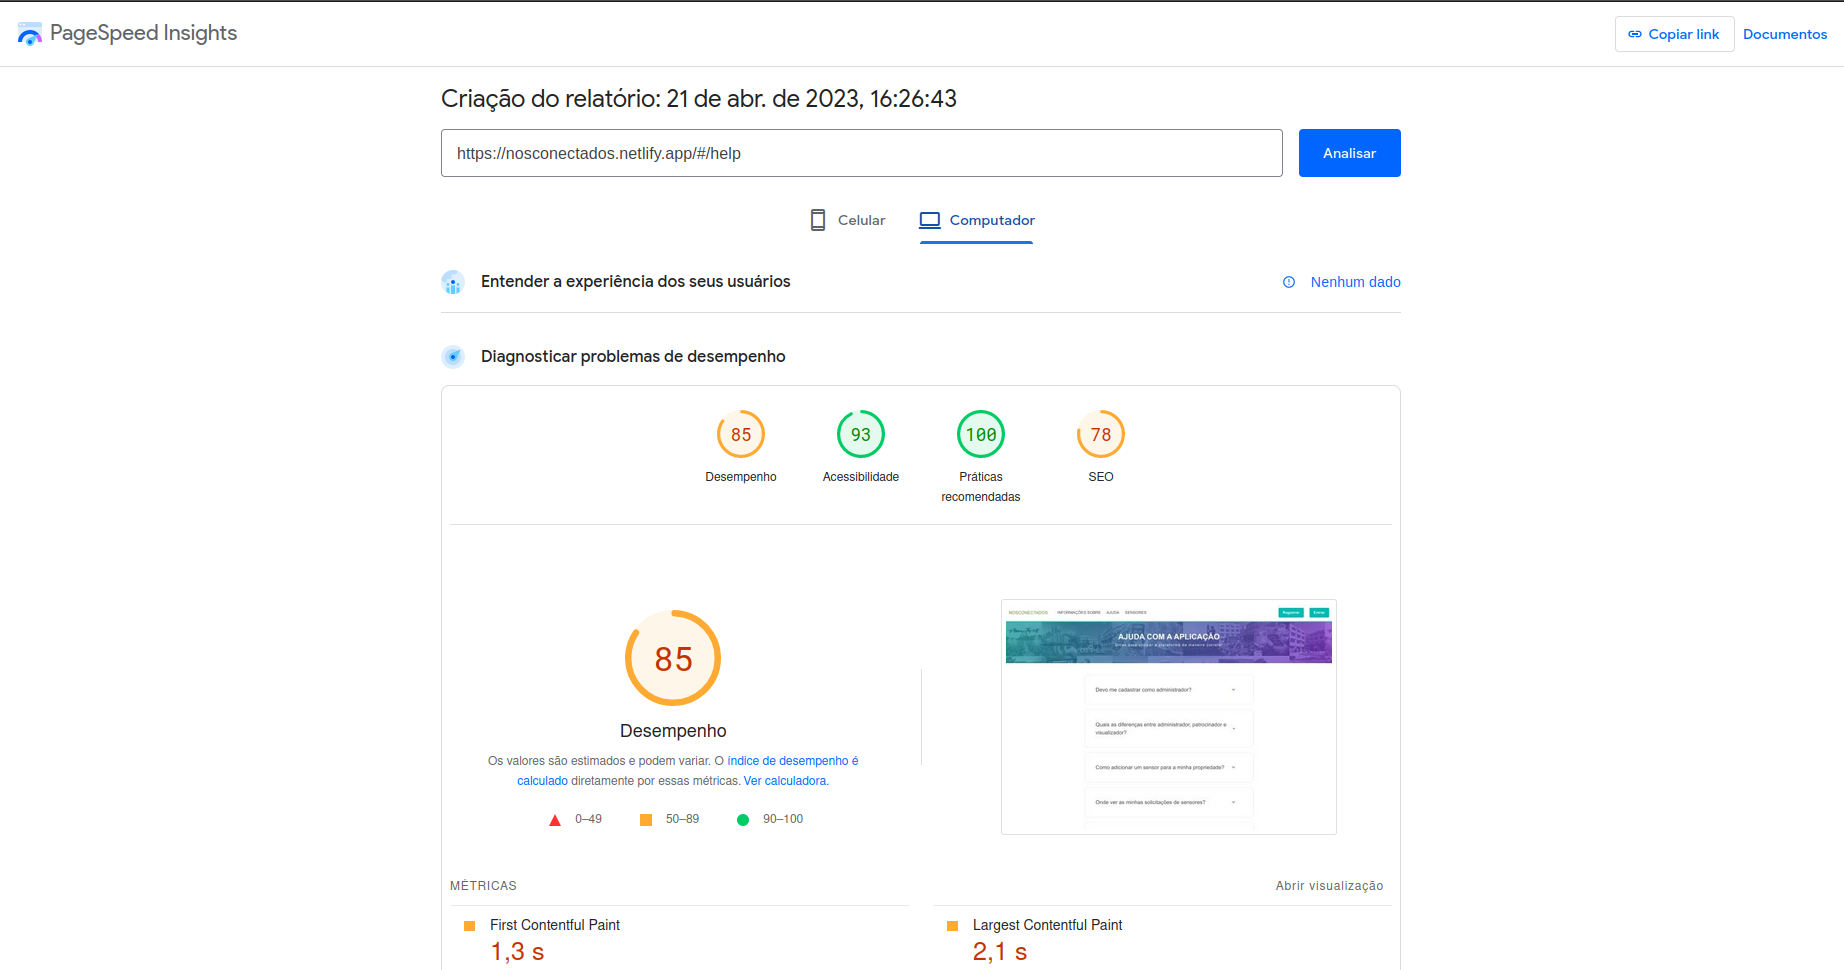 PageSpeed Insights
Copiar link
Documentos
Criação do relatório: 21 de abr. de 2023, 16:26:43
https://nosconectados.netlify.app/#/help
Analisar
Celular
Computador
Entender a experiência dos seus usuários
Nenhum dado
Diagnosticar problemas de desempenho
85
93
100
78
Desempenho
Acessibilidade
Práticas
recomendadas
SEO
85
Desempenho
Os valores são estimados e podem variar. O índice de desempenho é
calculado diretamente por essas métricas. Ver calculadora.
0–49
50–89
90–100
NOSCONECTADOS
INFORMAÇÕES SOBRE
AJUDA
SENSORES
Registrar
Entrar
AJUDA COM A APLICAÇÃO
Devo me cadastrar como administrador?
Quais as diferenças entre administrador, patrocinador e
visualizador?
Como adicionar um sensor para a minha propriedade?
Onde ver as minhas solicitações de sensores?
MÉTRICAS
Abrir visualização
First Contentful Paint
1,3 s
Largest Contentful Paint
2,1 s